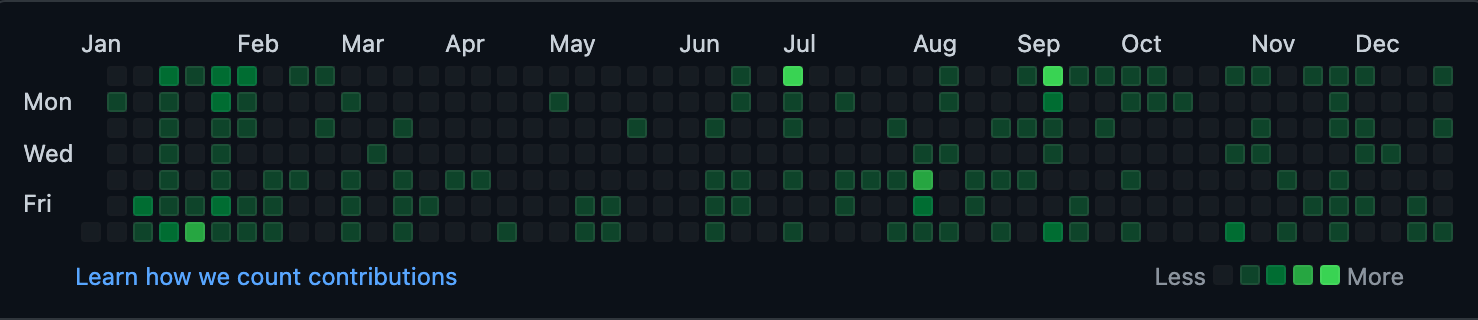 Jan Feb Mar Apr May Jun Jul Aug Sep Oct Nov Dec
Mon
Wed
Fri
Learn how we count contributions
Less More